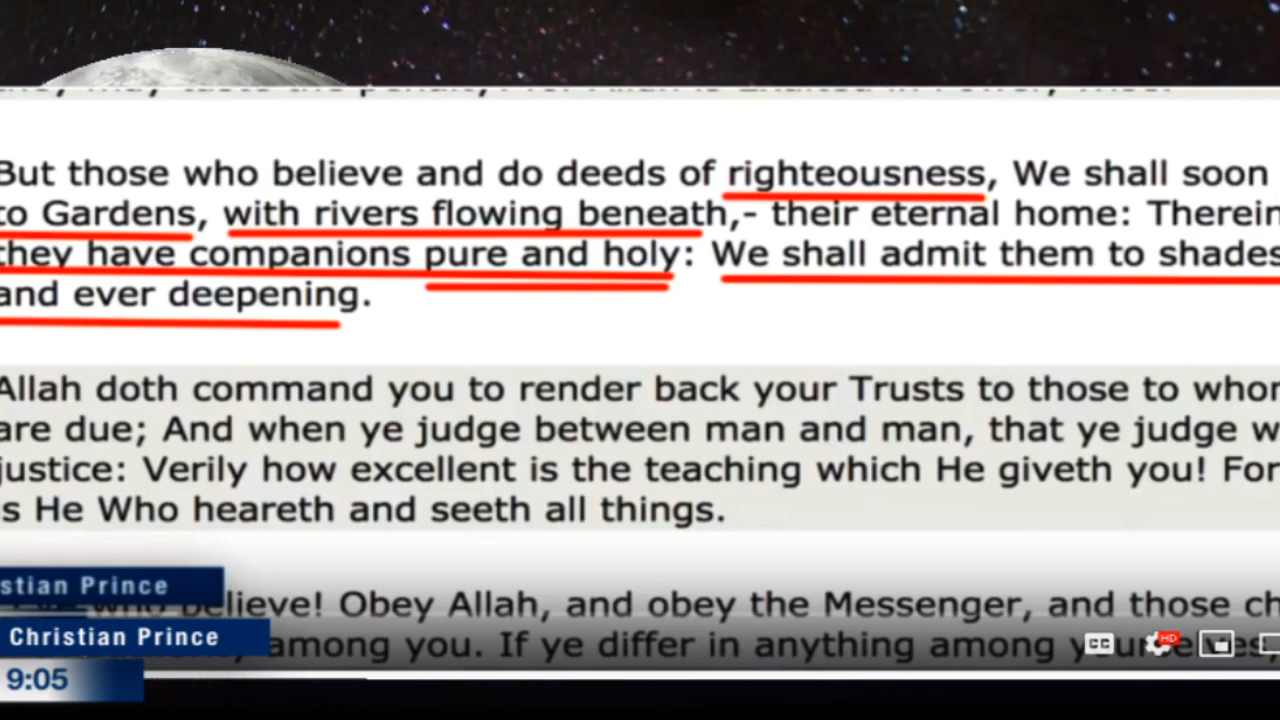 But those who believe and do deeds of righteousness, We shall soon
to Gardens, with rivers flowing beneath,- their eternal home: Therein
they have companions pure and holy: We shall admit them to shades
and ever deepening.
Allah doth command you to render back your Trusts to those to whom
are due; And when ye judge between man and man, that ye judge w
justice: Verily how excellent is the teaching which He giveth you! For
is He Who heareth and seeth all things.
stian Prince
who believe! Obey Allah, and obey the Messenger, and those ch
Christian Prince
among you. If ye differ in anything among yourselves,
CC
HD
9:05